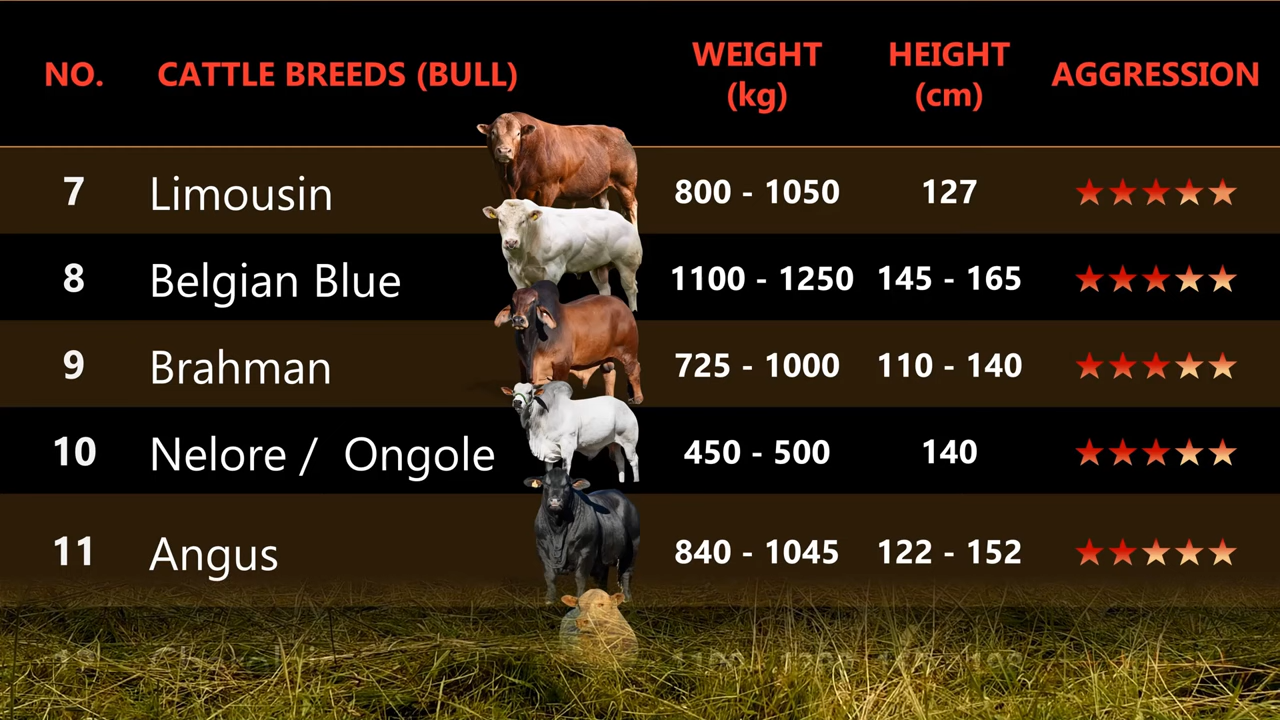 NO. CATTLE BREEDS (BULL) WEIGHT (kg) HEIGHT (cm) AGGRESSION
7 Limousin 800 - 1050 127
8 Belgian Blue 1100 - 1250 145 - 165
9 Brahman 725 - 1000 110 - 140
10 Nelore / Ongole 450 - 500 140
11 Angus 840 - 1045 122 - 152